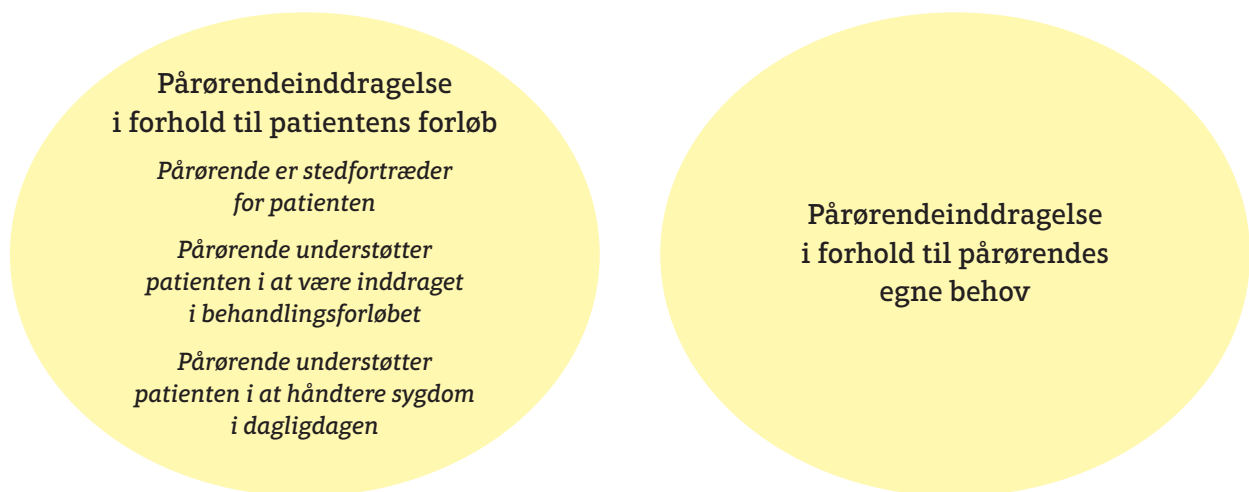 Pårørendeinddragelse
i forhold til patientens forløb
Pårørende er stedfortræder
for patienten
Pårørende understøtter
patienten i at være inddraget
i behandlingsforløbet
Pårørende understøtter
patienten i at håndtere sygdom
i dagligdagen
Pårørendeinddragelse
i forhold til pårørendes
egne behov